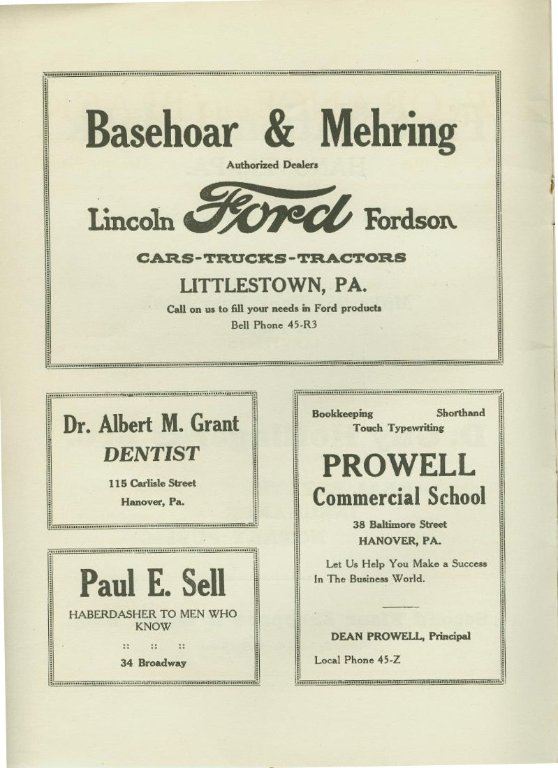 Basehoar & Mehring
Authorized Dealers
Lincoln Ford Fordson
CARS-TRUCKS-TRACTORS
LITTLESTOWN, PA.
Call on us to fill your needs in Ford products
Bell Phone 45-R3
Dr. Albert M. Grant
DENTIST
115 Carlisle Street
Hanover, Pa.
Paul E. Sell
HABERDASHER TO MEN WHO
KNOW
:: :: ::
34 Broadway
Bookkeeping Shorthand
Touch Typewriting
PROWELL
Commercial School
38 Baltimore Street
HANOVER, PA.
Let Us Help You Make a Success
In The Business World.
DEAN PROWELL, Principal
Local Phone 45-Z